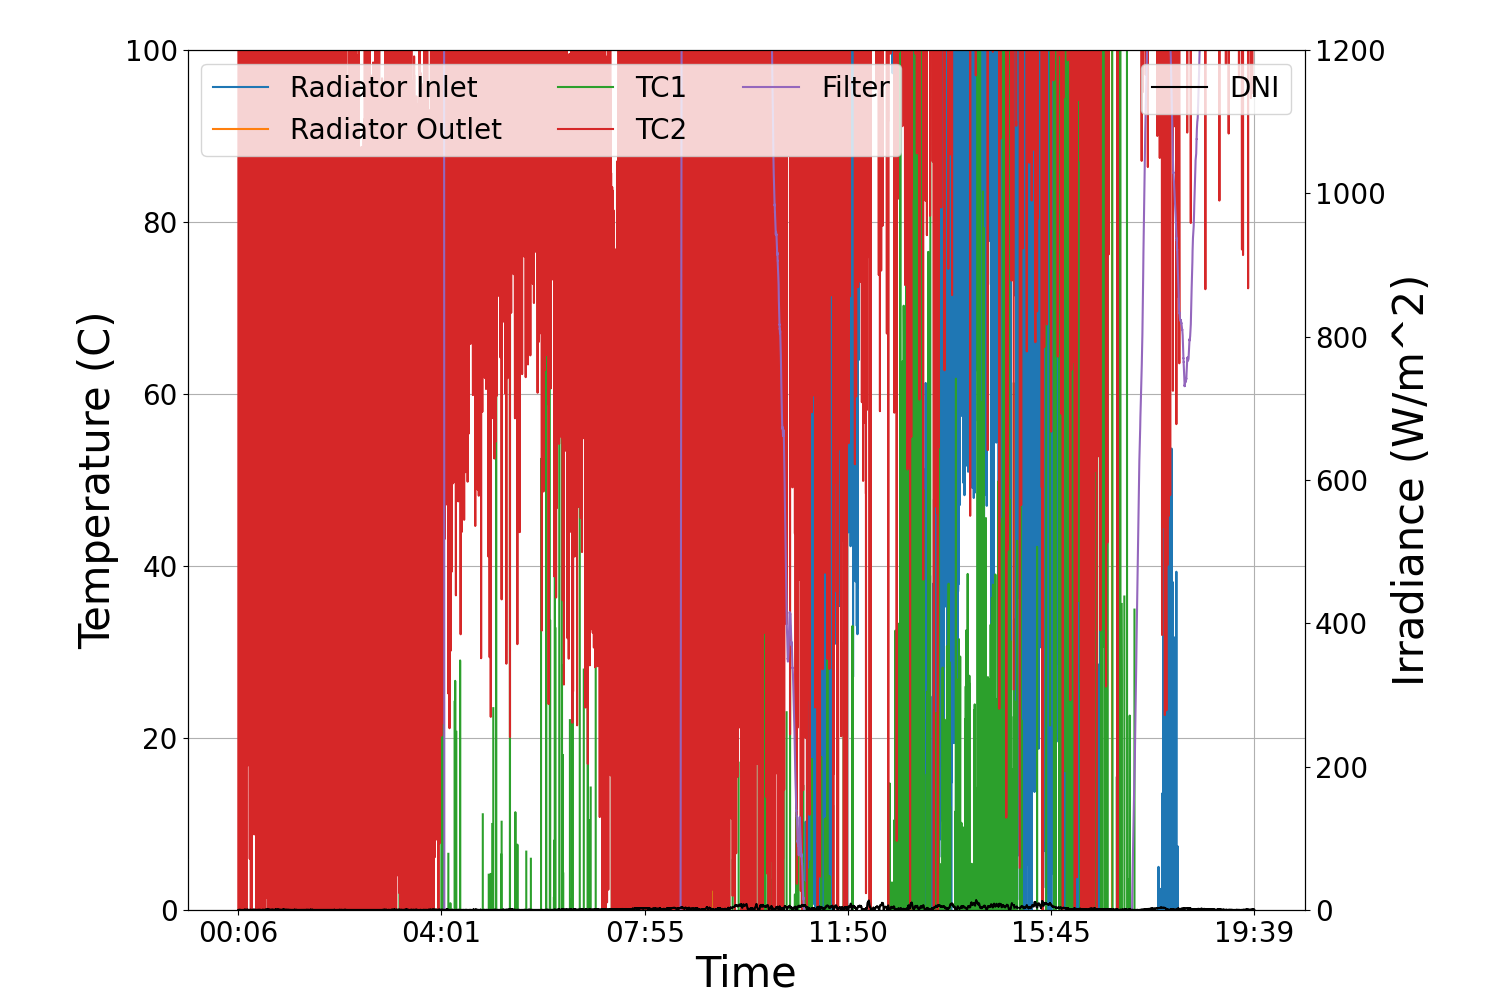 Radiator Inlet
Radiator Outlet
TC1
TC2
Filter
DNI
100
80
60
40
20
0
Temperature (C)
1200
1000
800
600
400
200
0
Irradiance (W/m^2)
00:06 04:01 07:55 11:50 15:45 19:39
Time